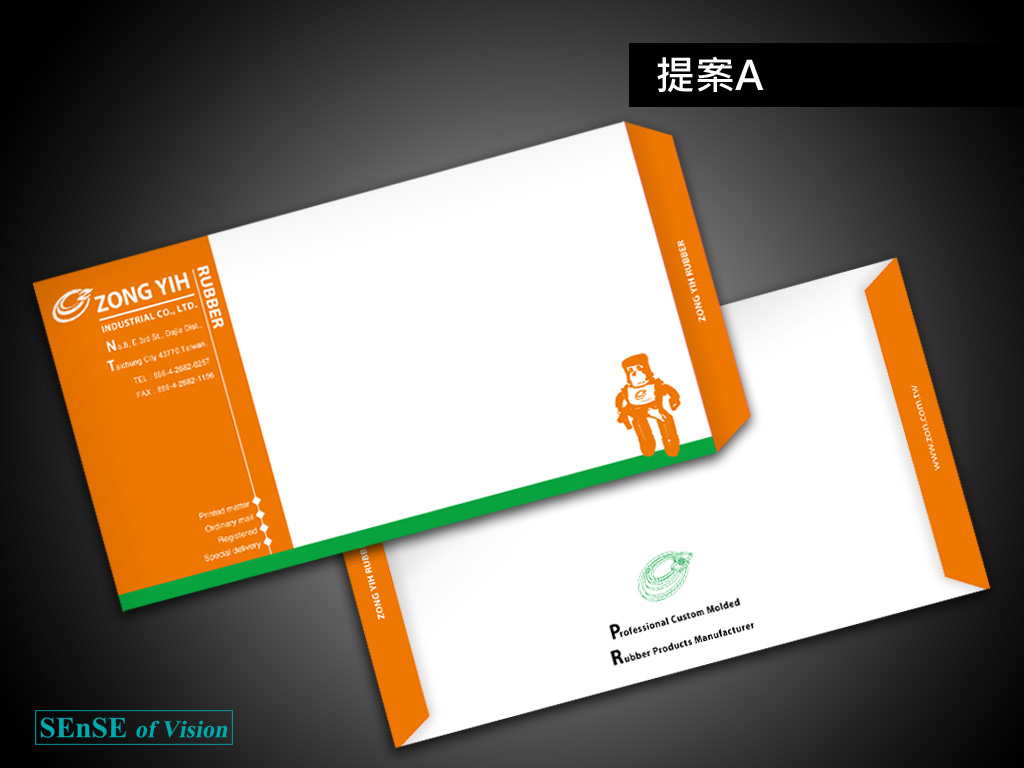 提案A
ZONG YIH
RUBBER
INDUSTRIAL CO., LTD.
No.6, E.3rd St., Dajia Dist.,
Taichung City 43770,Taiwan.
TEL : 886-4-2682-0257
FAX : 886-4-2682-1196
Printed matter
Ordinary mail
Registered
Special delivery
ZONG YIH RUBBER
www.zon.com.tw
ZONG YIH RUBBER
Professional Custom Molded
Rubber Products Manufacturer
SEnSE of Vision